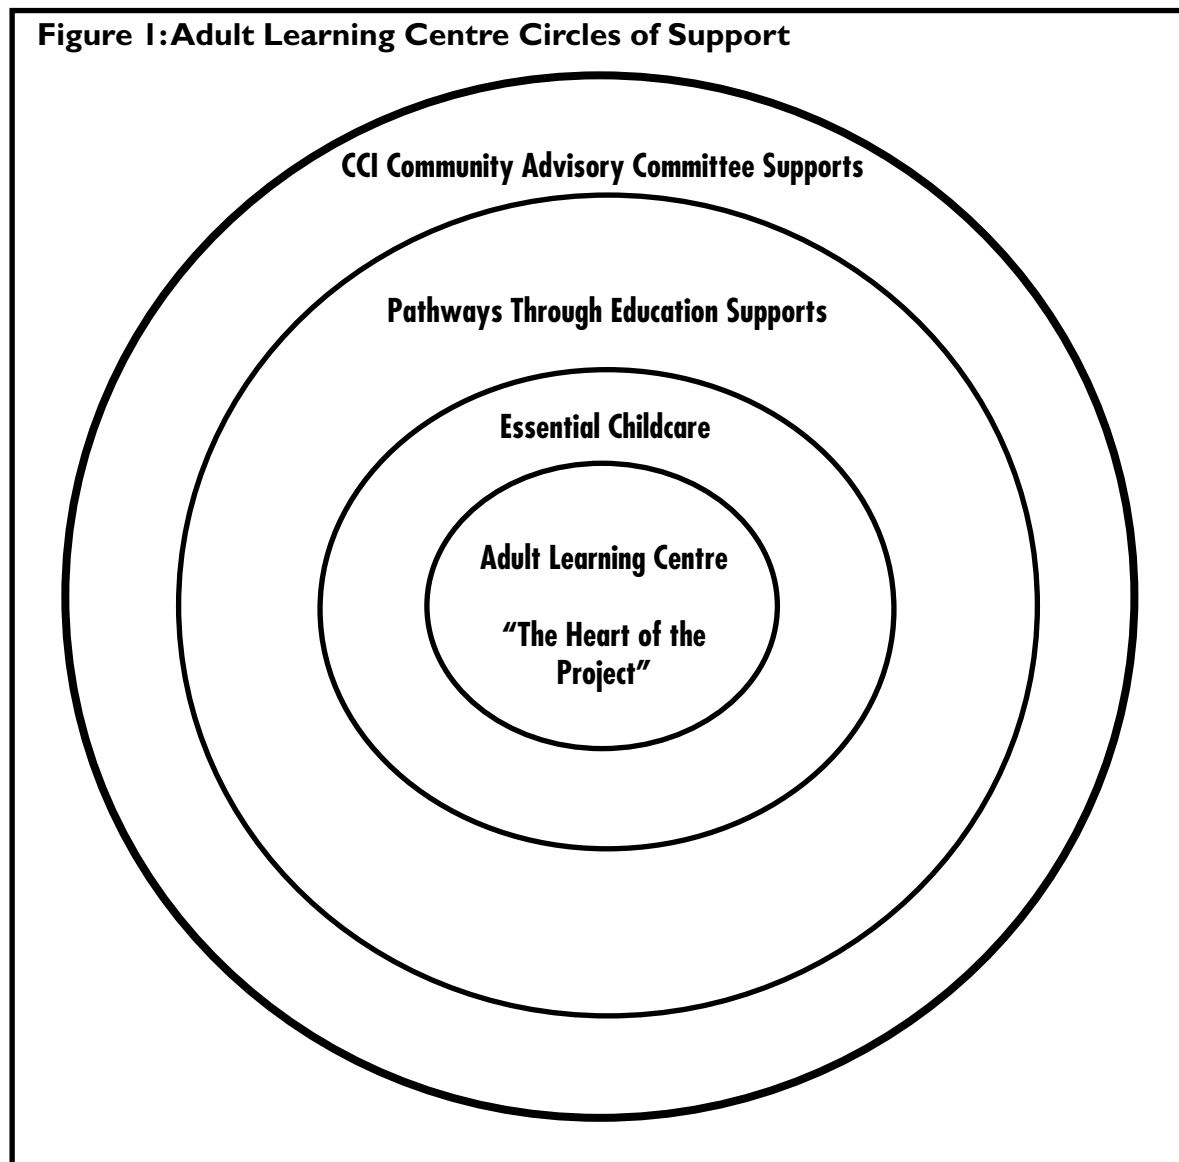 Figure 1: Adult Learning Centre Circles of Support
CCI Community Advisory Committee Supports
Pathways Through Education Supports
Essential Childcare
Adult Learning Centre
“The Heart of the
Project”